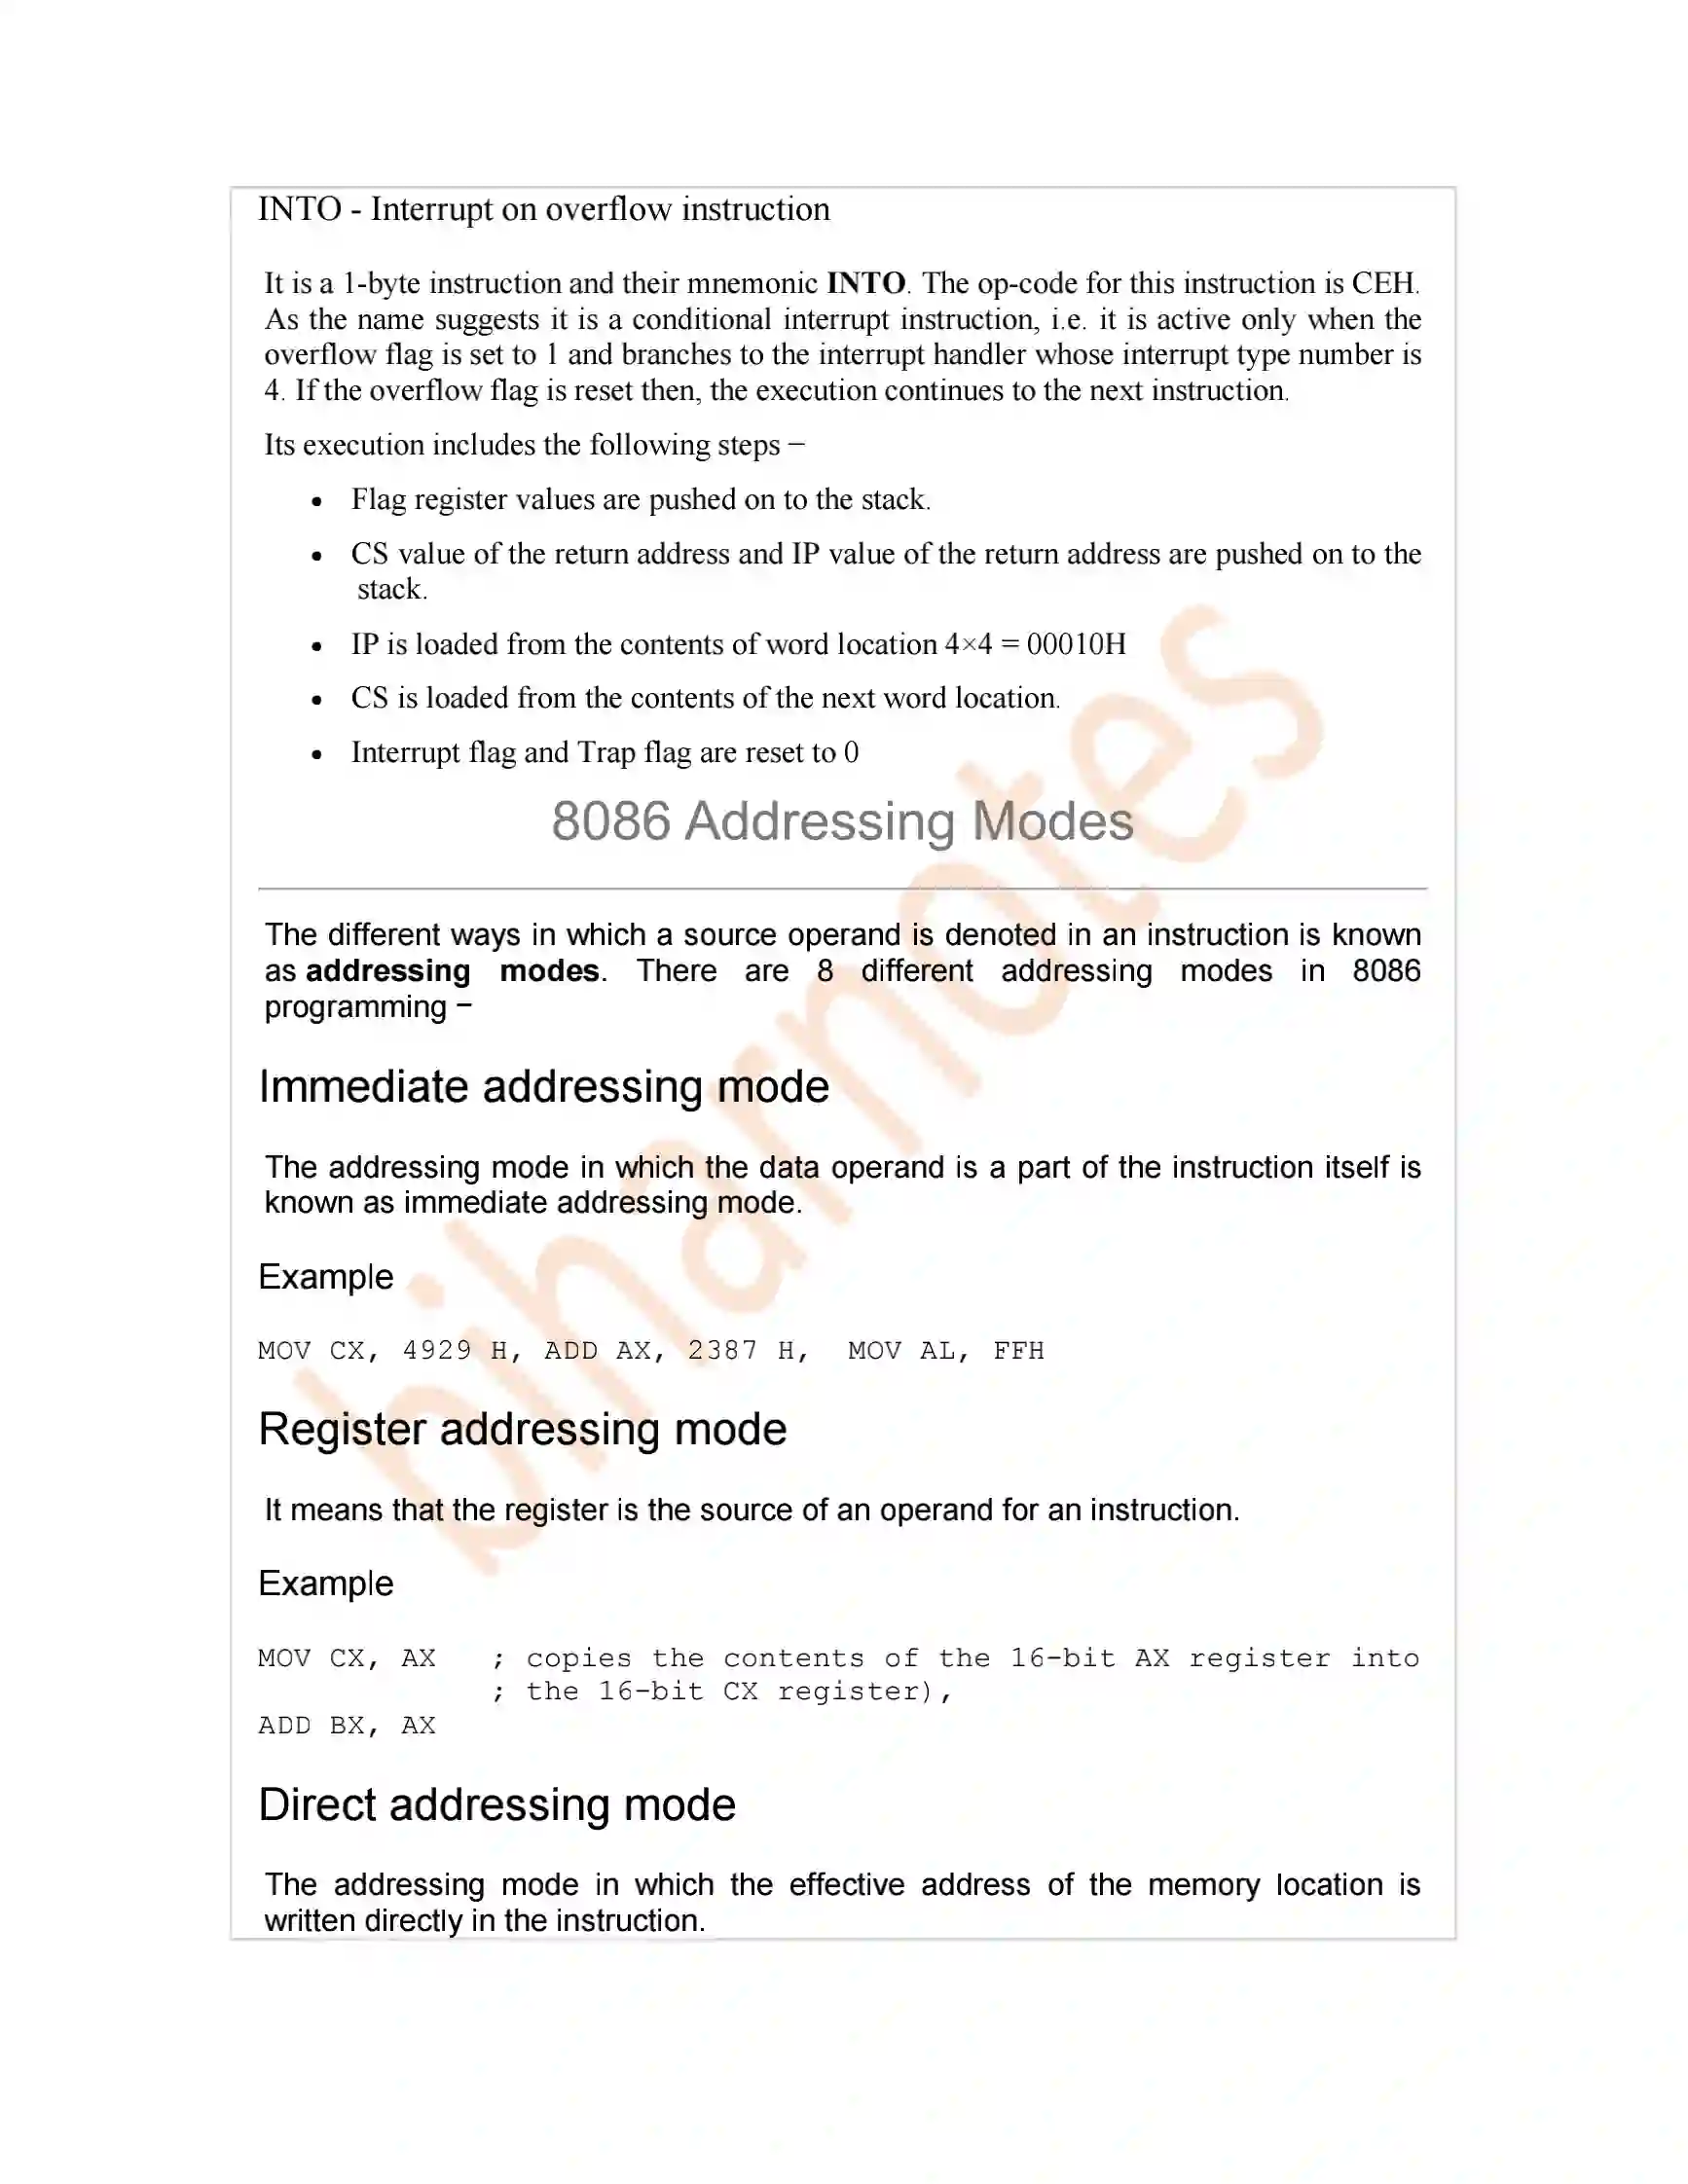 INTO - Interrupt on overflow instruction
It is a 1-byte instruction and their mnemonic INTO. The op-code for this instruction is CEH.
As the name suggests it is a conditional interrupt instruction, i.e. it is active only when the
overflow flag is set to 1 and branches to the interrupt handler whose interrupt type number is
4. If the overflow flag is reset then, the execution continues to the next instruction.
Its execution includes the following steps −
• Flag register values are pushed on to the stack.
• CS value of the return address and IP value of the return address are pushed on to the
stack.
• IP is loaded from the contents of word location 4×4 = 00010H
• CS is loaded from the contents of the next word location.
• Interrupt flag and Trap flag are reset to 0
8086 Addressing Modes
The different ways in which a source operand is denoted in an instruction is known
as addressing modes. There are 8 different addressing modes in 8086
programming −
Immediate addressing mode
The addressing mode in which the data operand is a part of the instruction itself is
known as immediate addressing mode.
Example
MOV CX, 4929 H, ADD AX, 2387 H,  MOV AL, FFH
Register addressing mode
It means that the register is the source of an operand for an instruction.
Example
MOV CX, AX   ; copies the contents of the 16-bit AX register into
; the 16-bit CX register),
ADD BX, AX
Direct addressing mode
The addressing mode in which the effective address of the memory location is
written directly in the instruction.
biharnotes